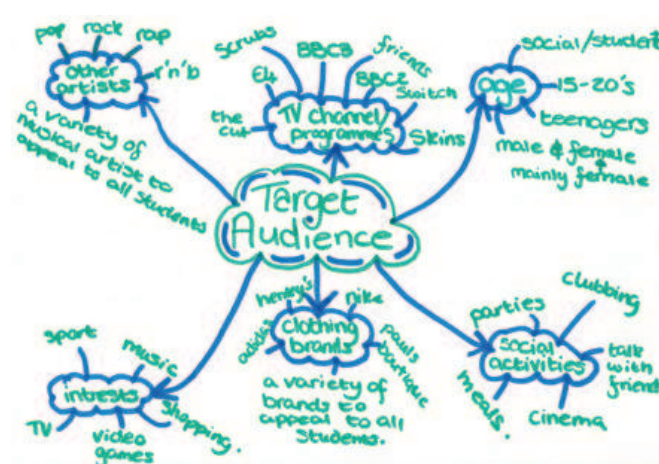 pop
rock
rap
r'n'b
other
artists
a variety of
musical artist to
appeal to all students
Scrubs
BBC3
friends
E4
BBC2
Switch
the cut
TV channel/
programmes
Skins
social/student
age
15-20's
teenagers
male & female
&
mainly female
Target
Audience
sport
music
intrests
TV
video
games
shopping.
henry's
nike
adidas
clothing
brands
pauls
boutique
a variety of
brands to
appeal to all
students.
parties
clubbing
social
activities
talk
with
friends
meals.
cinema